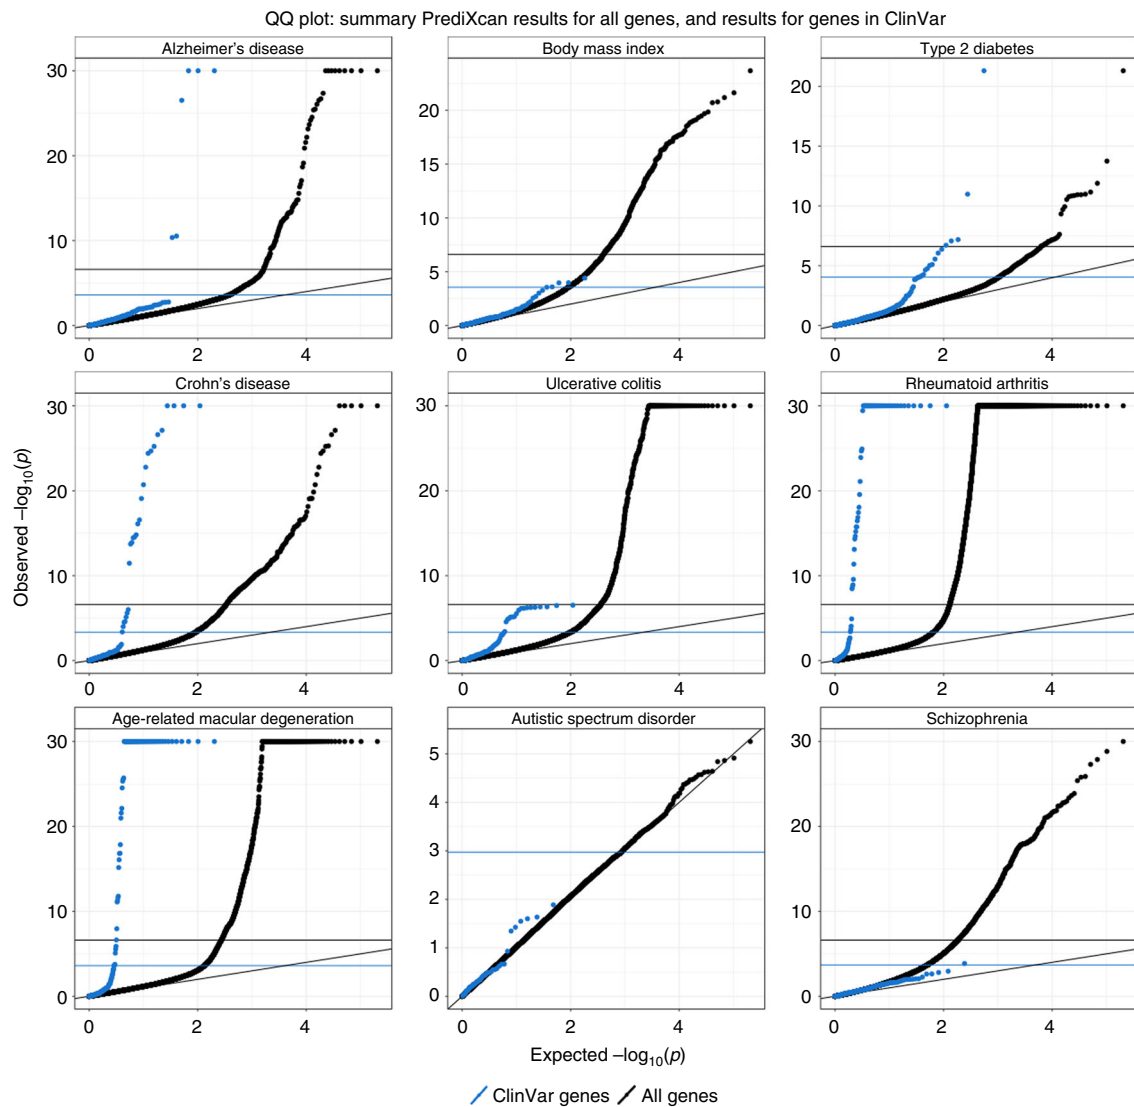 QQ plot: summary PrediXcan results for all genes, and results for genes in ClinVar
Alzheimer's disease
Body mass index
Type 2 diabetes
30
20
10
0
0 2 4
20
15
10
5
0
0 2 4
20
15
10
5
0
0 2 4
Crohn's disease
Ulcerative colitis
Rheumatoid arthritis
30
20
10
0
0 2 4
30
20
10
0
0 2 4
30
20
10
0
0 2 4
Age-related macular degeneration
Autistic spectrum disorder
Schizophrenia
30
20
10
0
0 2 4
5
4
3
2
1
0
0 2 4
30
20
10
0
0 2 4
Observed –log10(p)
Expected –log10(p)
ClinVar genes All genes